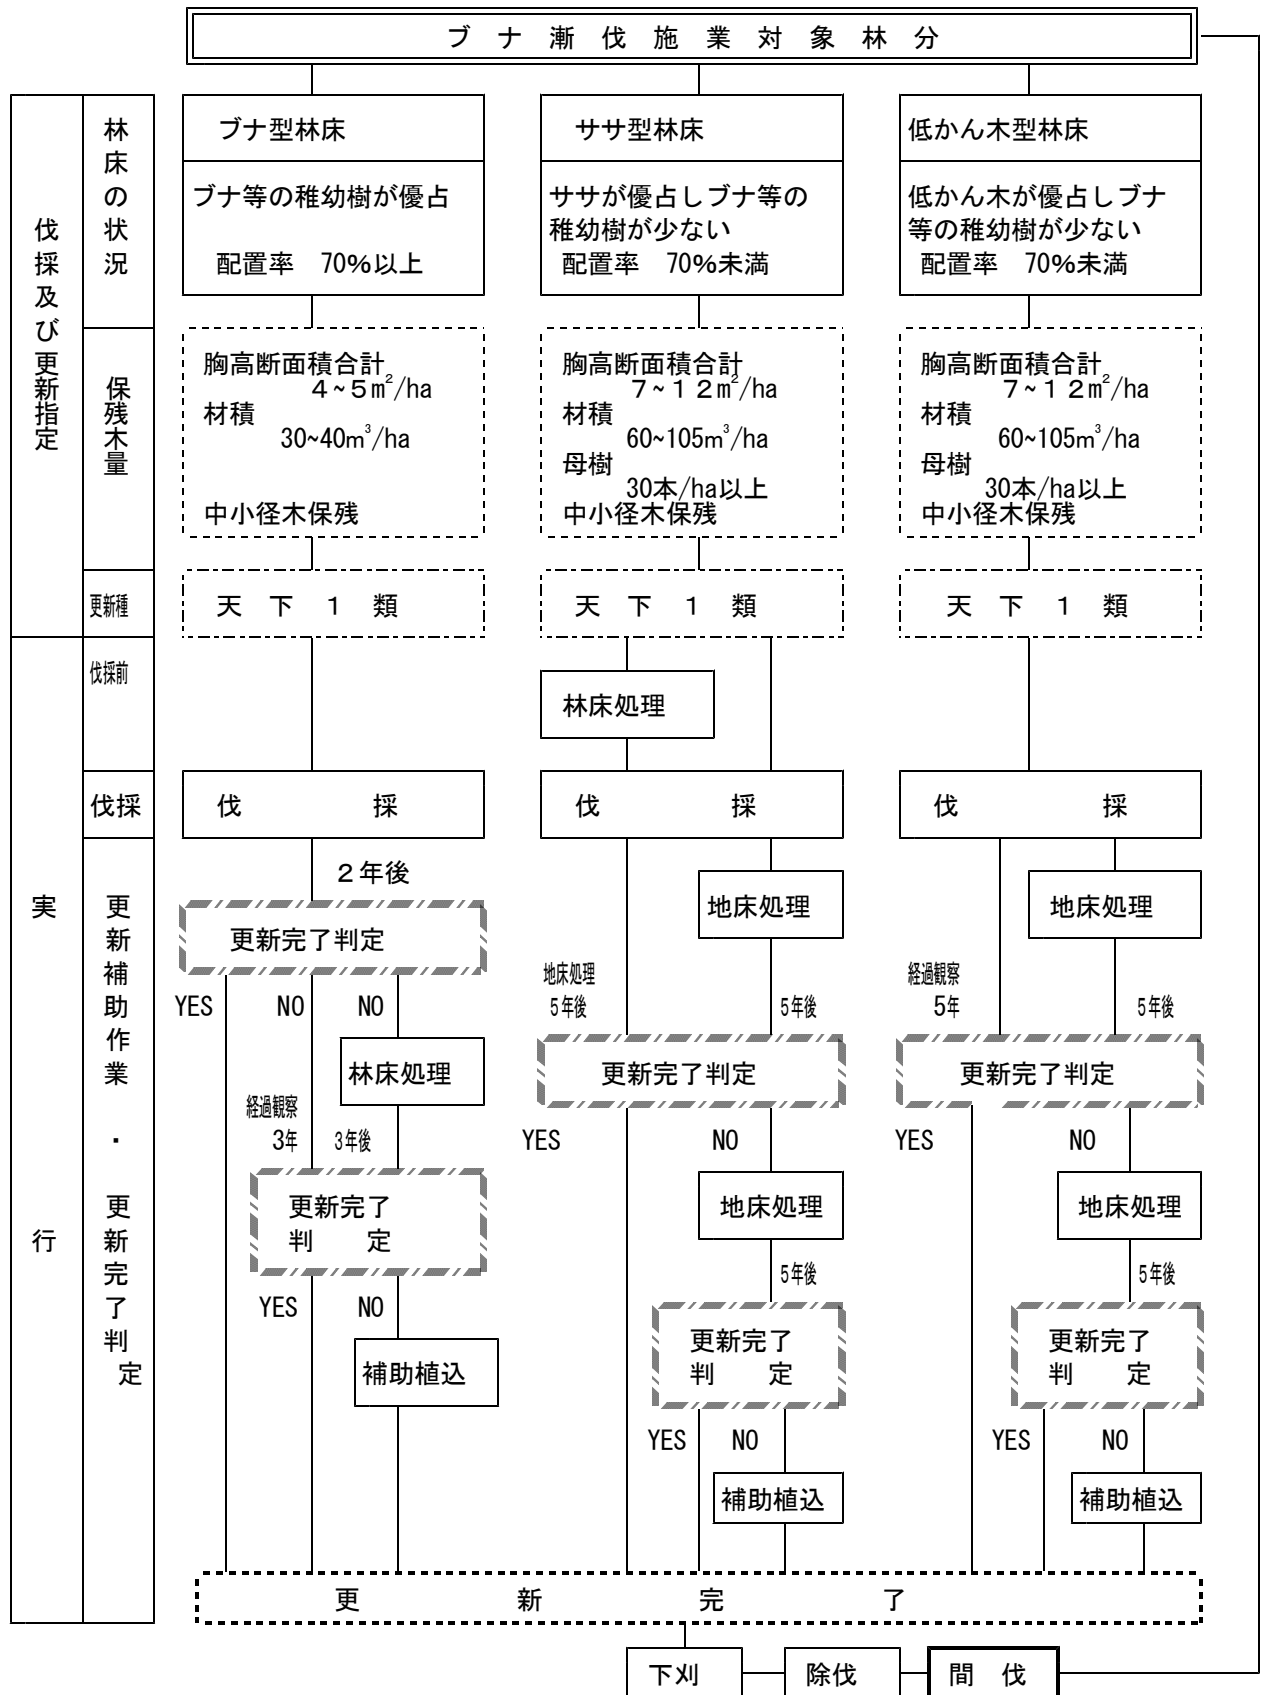 ブナ漸伐施業対象林分
伐採及び更新指定
林床の状況
ブナ型林床
ササ型林床
低かん木型林床
ブナ等の稚幼樹が優占
配置率 70%以上
ササが優占しブナ等の
稚幼樹が少ない
配置率 70%未満
低かん木が優占しブナ
等の稚幼樹が少ない
配置率 70%未満
保残木量
胸高断面積合計
4~5㎡/ha
材積
30~40m³/ha
中小径木保残
胸高断面積合計
7~12㎡/ha
材積
60~105m³/ha
母樹
30本/ha以上
中小径木保残
胸高断面積合計
7~12㎡/ha
材積
60~105m³/ha
母樹
30本/ha以上
中小径木保残
更新種
天下1類
天下1類
天下1類
実行
伐採前
林床処理
伐採
伐採
伐採
伐採
更新補助作業・更新完了判定
2年後
更新完了判定
YES
NO
NO
林床処理
経過観察
3年
3年後
更新完了
判 定
YES
NO
補助植込
地床処理
地床処理
5年後
5年後
更新完了判定
YES
NO
地床処理
5年後
更新完了
判 定
YES
NO
補助植込
地床処理
経過観察
5年
5年後
更新完了判定
YES
NO
地床処理
5年後
更新完了
判 定
YES
NO
補助植込
更新完了
下刈
除伐
間伐